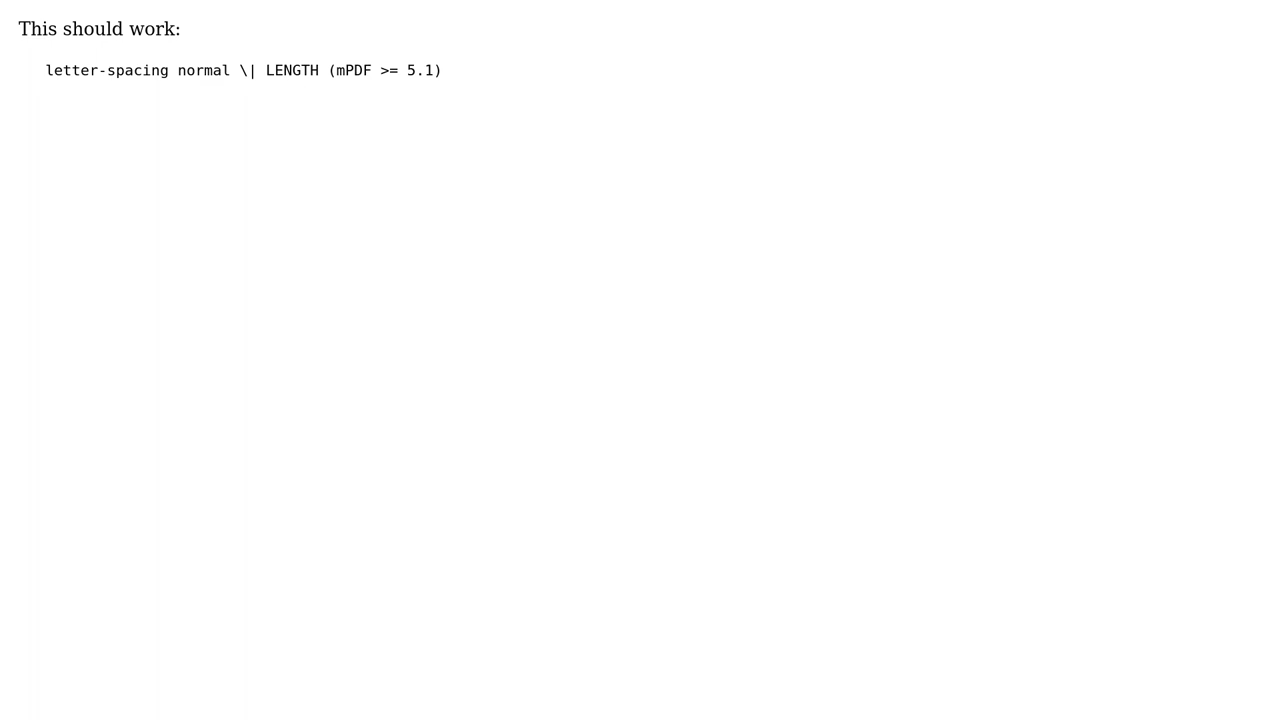 This should work:
letter-spacing normal \| LENGTH (mPDF >= 5.1)